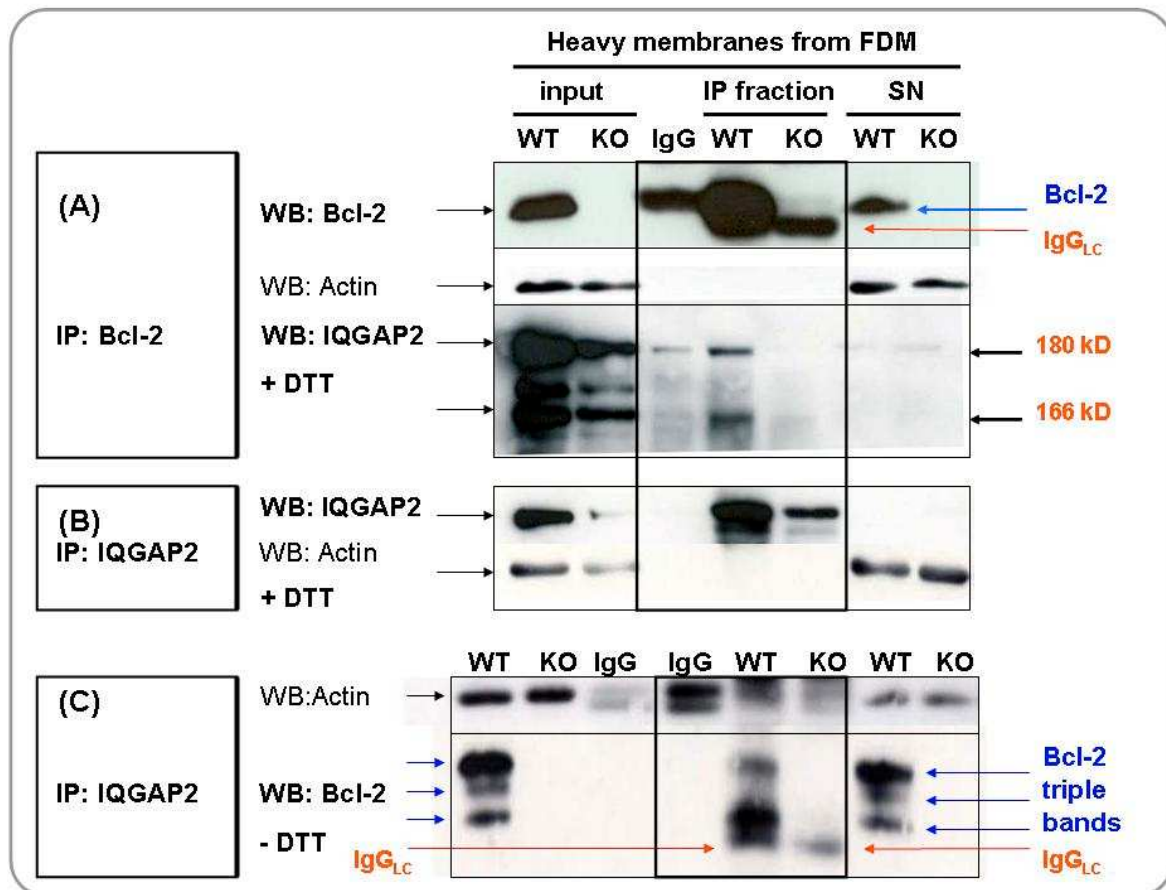 Heavy membranes from FDM
input IP fraction SN
WT KO IgG WT KO WT KO
(A)
IP: Bcl-2
WB: Bcl-2
Bcl-2
IgGLC
WB: Actin
WB: IQGAP2
+ DTT
180 kD
166 kD
(B)
IP: IQGAP2
WB: IQGAP2
WB: Actin
+ DTT
WT KO IgG IgG WT KO WT KO
(C)
IP: IQGAP2
WB:Actin
WB: Bcl-2
- DTT
IgGLC
Bcl-2
triple
bands
IgGLC